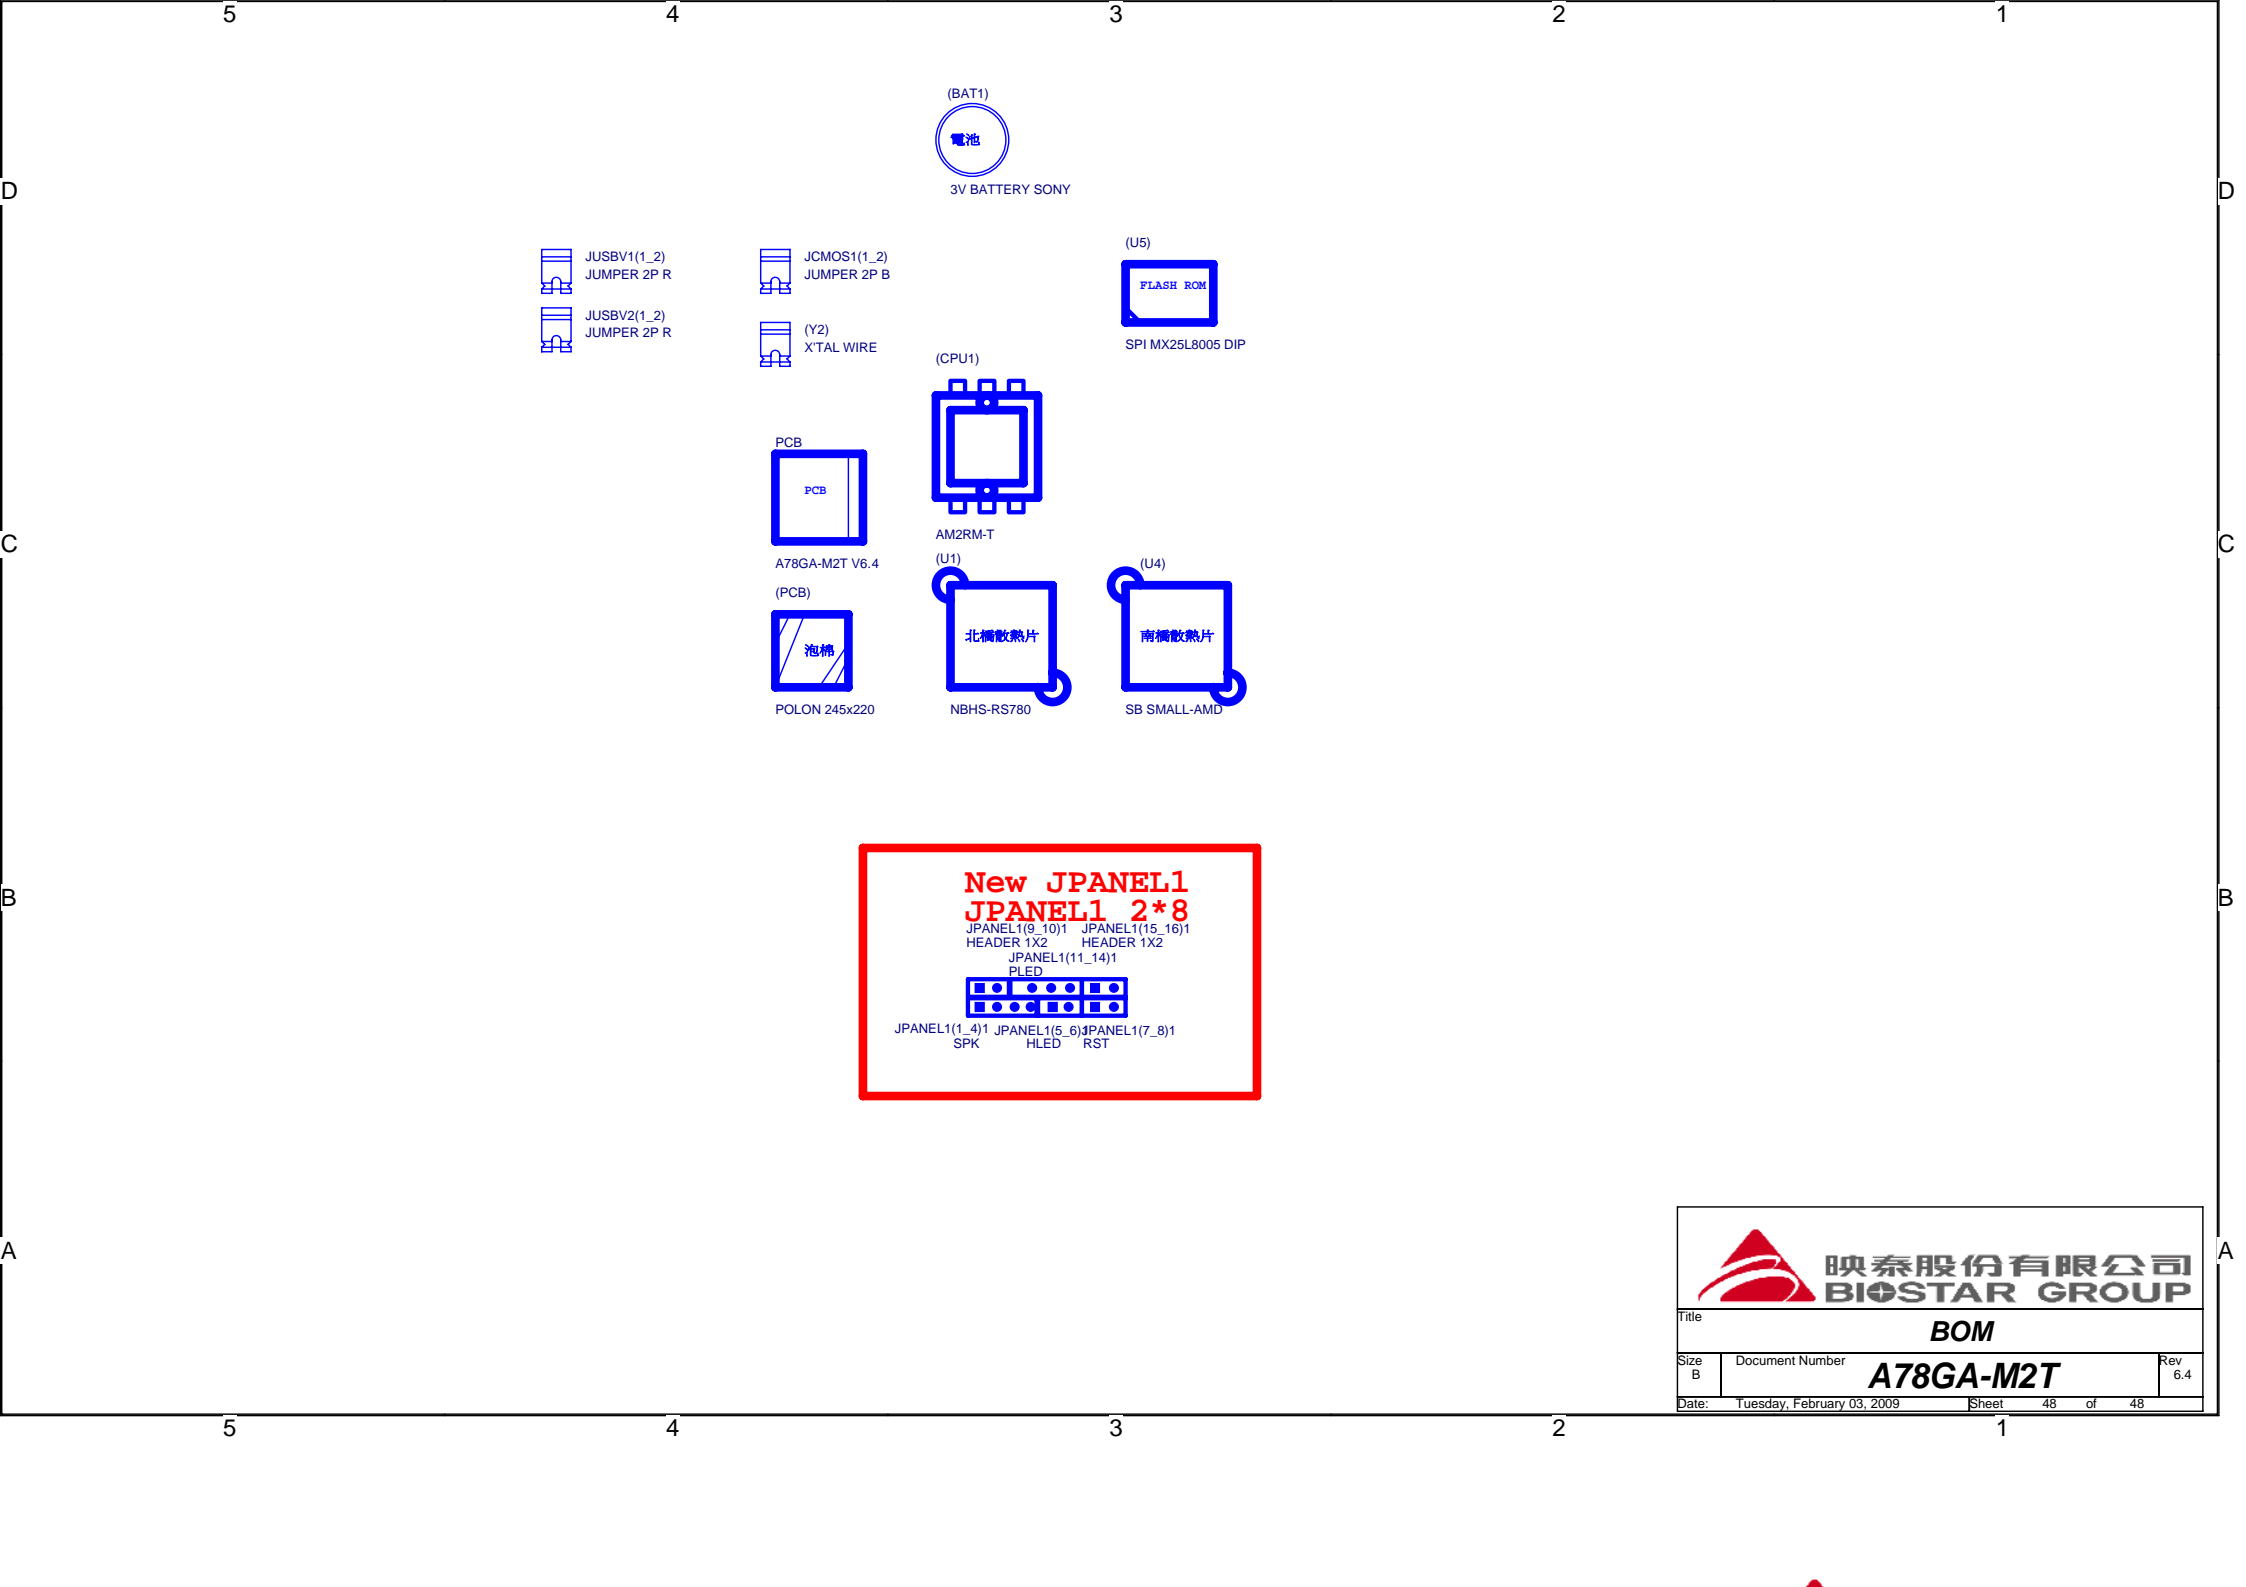 5 4 3 2 1
(BAT1)
電池
3V BATTERY SONY
D D
JUSBV1(1_2)
JUMPER 2P R
JCMOS1(1_2)
JUMPER 2P B
(U5)
FLASH ROM
SPI MX25L8005 DIP
JUSBV2(1_2)
JUMPER 2P R
(Y2)
X'TAL WIRE
(CPU1)
AM2RM-T
PCB
PCB
A78GA-M2T V6.4
C C
(PCB)
泡棉
POLON 245x220
(U1)
北橋散熱片
NBHS-RS780
(U4)
南橋散熱片
SB SMALL-AMD
B B
New JPANEL1
JPANEL1 2*8
JPANEL1(9_10)1 JPANEL1(15_16)1
HEADER 1X2 HEADER 1X2
JPANEL1(11_14)1
PLED
JPANEL1(1_4)1 JPANEL1(5_6)1 JPANEL1(7_8)1
SPK HLED RST
A A
映泰股份有限公司
BIOSTAR GROUP
Title
BOM
Size Document Number Rev
B A78GA-M2T 6.4
Date: Tuesday, February 03, 2009 Sheet 48 of 48
5 4 3 2 1